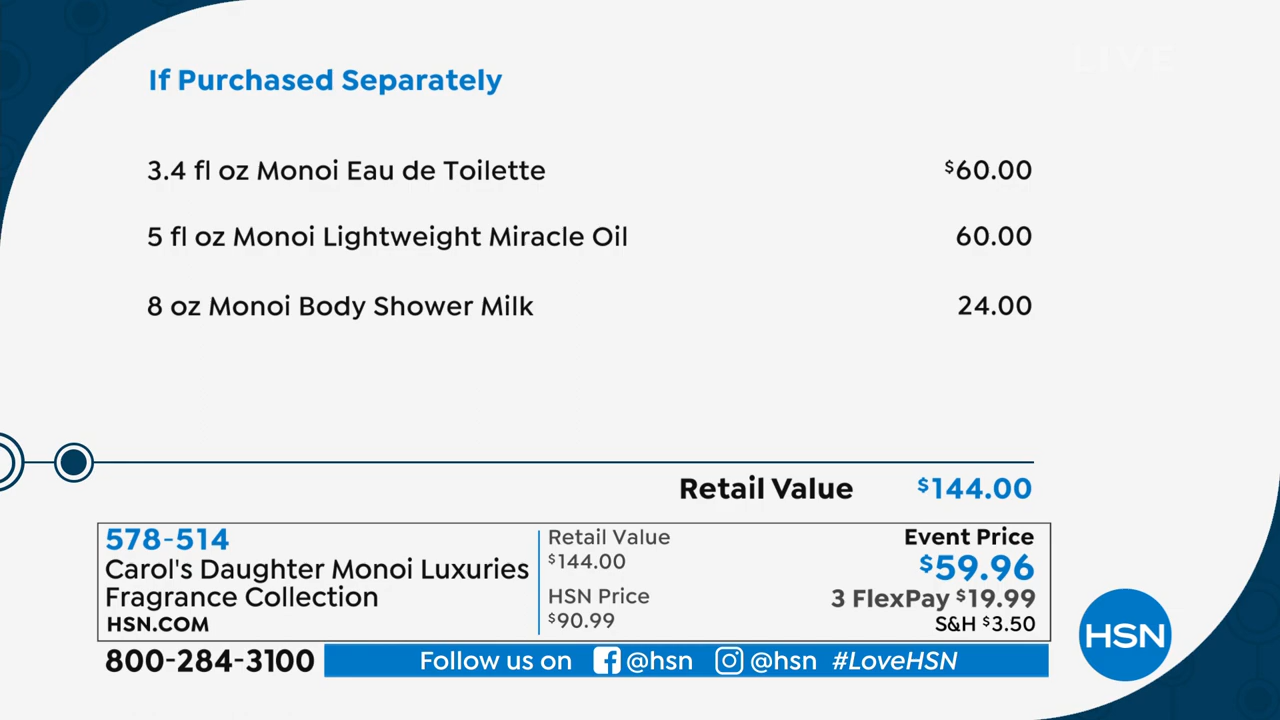 LIVE
If Purchased Separately
3.4 fl oz Monoi Eau de Toilette $60.00
5 fl oz Monoi Lightweight Miracle Oil 60.00
8 oz Monoi Body Shower Milk 24.00
Retail Value $144.00
578-514
Carol's Daughter Monoi Luxuries
Fragrance Collection
HSN.COM
Retail Value
$144.00
HSN Price
$90.99
Event Price
$59.96
3 FlexPay $19.99
S&H $3.50
HSN
800-284-3100
Follow us on @hsn @hsn #LoveHSN